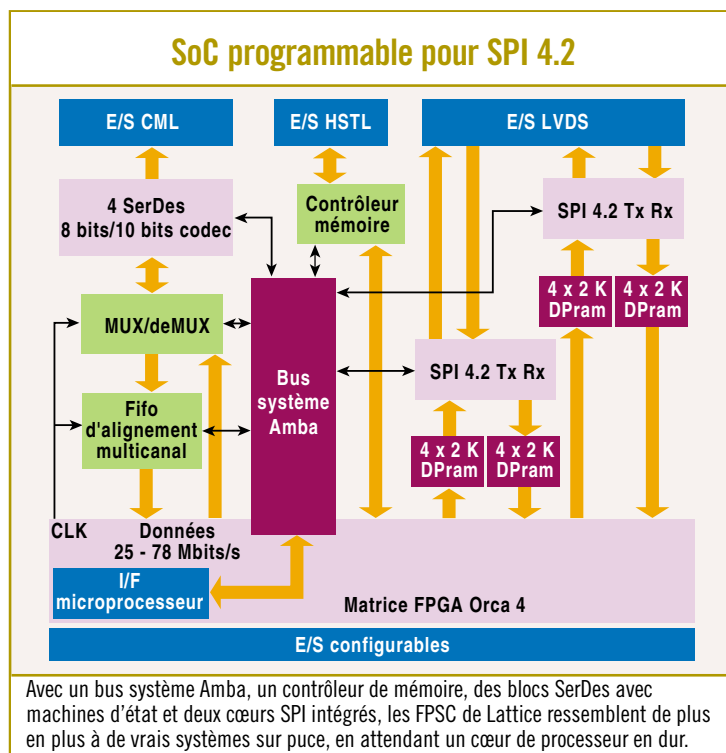 SoC programmable pour SPI 4.2
E/S CML
E/S HSTL
E/S LVDS
4 SerDes
8 bits/10 bits codec
Contrôleur
mémoire
SPI 4.2 Tx Rx
4 x 2 K
DPram
4 x 2 K
DPram
MUX/deMUX
Bus
système
Amba
SPI 4.2 Tx Rx
Fifo
d'alignement
multicanal
4 x 2 K
DPram
4 x 2 K
DPram
CLK
Données
25 - 78 Mbits/s
I/F
microprocesseur
Matrice FPGA Orca 4
E/S configurables
Avec un bus système Amba, un contrôleur de mémoire, des blocs SerDes avec
machines d'état et deux cœurs SPI intégrés, les FPSC de Lattice ressemblent de plus
en plus à de vrais systèmes sur puce, en attendant un cœur de processeur en dur.